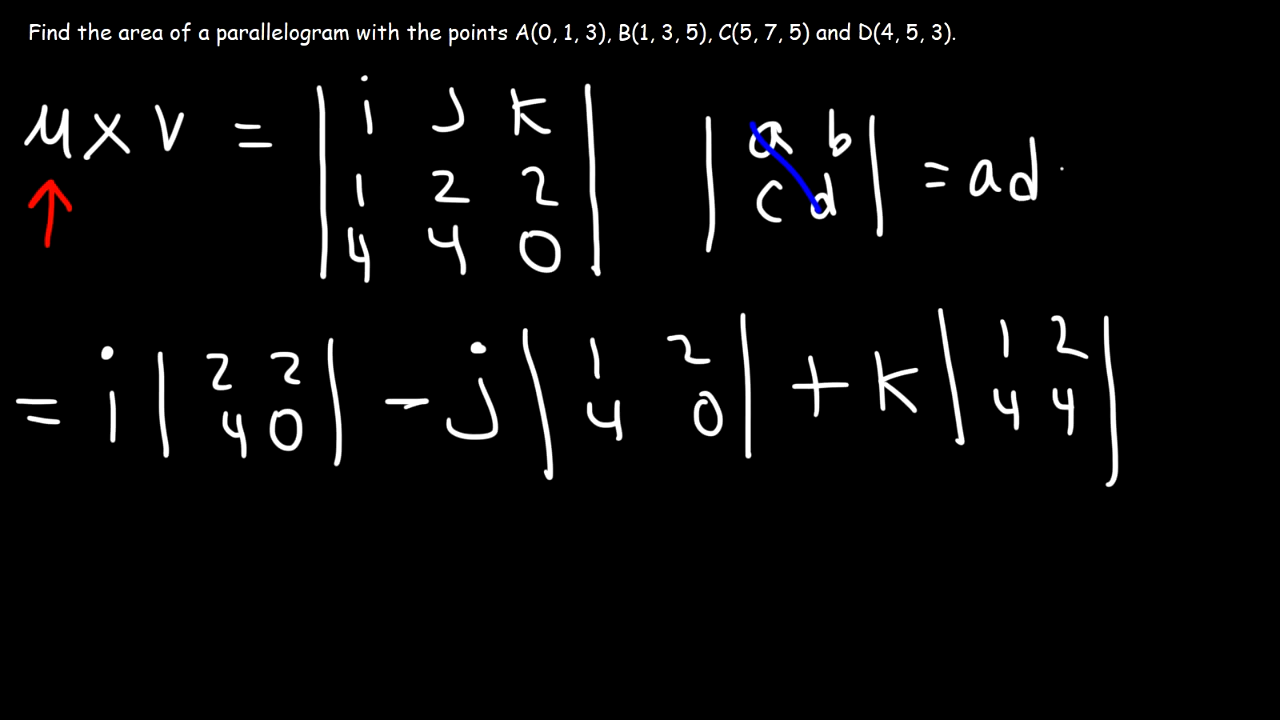 Find the area of a parallelogram with the points A(0, 1, 3), B(1, 3, 5), C(5, 7, 5) and D(4, 5, 3).
μ × v = | i j k |
| 1 2 2 |
| 4 4 0 |
| a b |
| c d | = ad
= i | 2 2 | - j | 1 2 | + k | 1 2 |
| 4 0 | | 4 0 | | 4 4 |